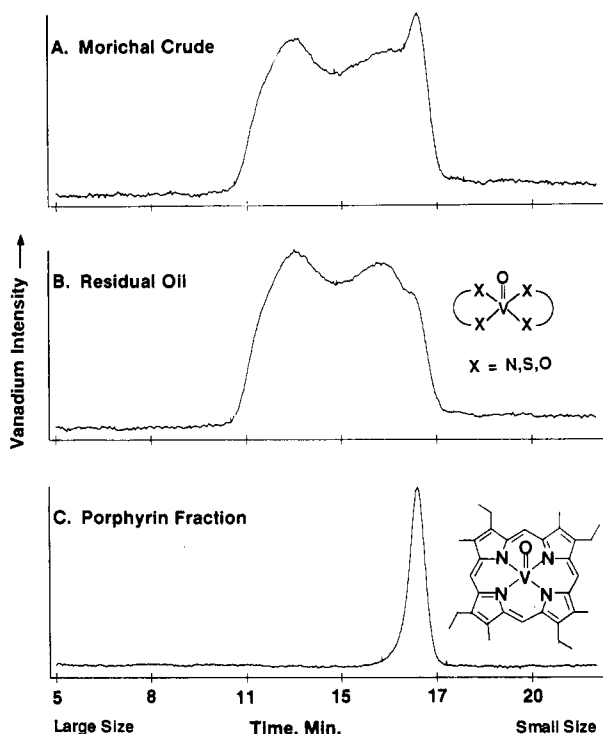 A. Morichal Crude
B. Residual Oil
O
X X
V
X X
X = N,S,O
C. Porphyrin Fraction
O
N N
V
N N
Vanadium Intensity →
5 8 11 15 17 20
Large Size Time, Min. Small Size